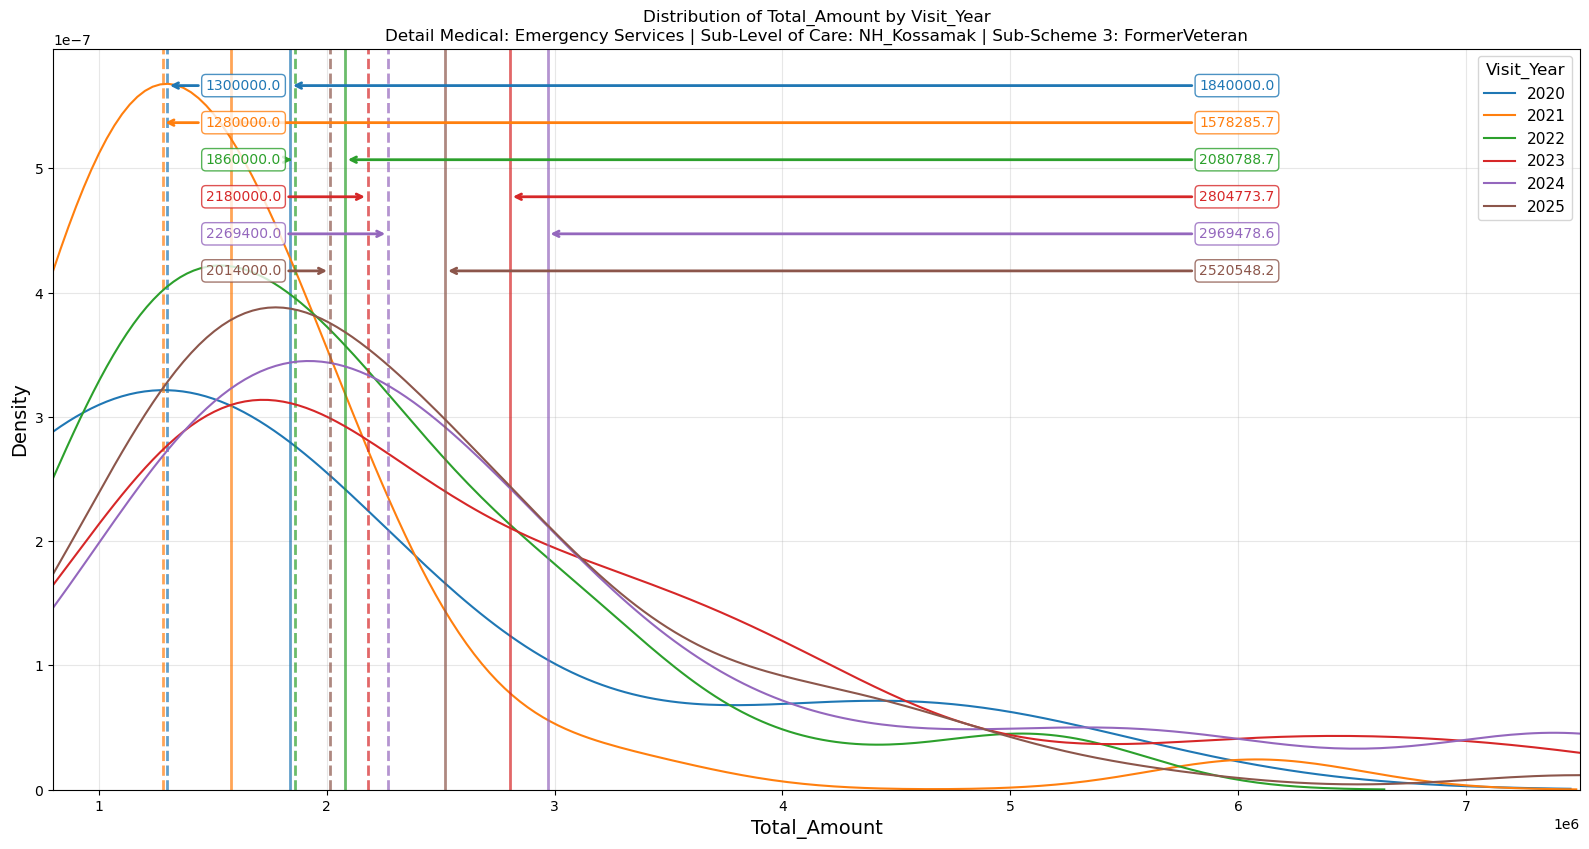 Distribution of Total_Amount by Visit_Year
Detail Medical: Emergency Services | Sub-Level of Care: NH_Kossamak | Sub-Scheme 3: FormerVeteran
1e−7
1300000.0 1840000.0
1280000.0 1578285.7
1860000.0 2080788.7
2180000.0 2804773.7
2269400.0 2969478.6
2014000.0 2520548.2
Visit_Year
2020
2021
2022
2023
2024
2025
Density
5
4
3
2
1
0
1 2 3 4 5 6 7
1e6
Total_Amount